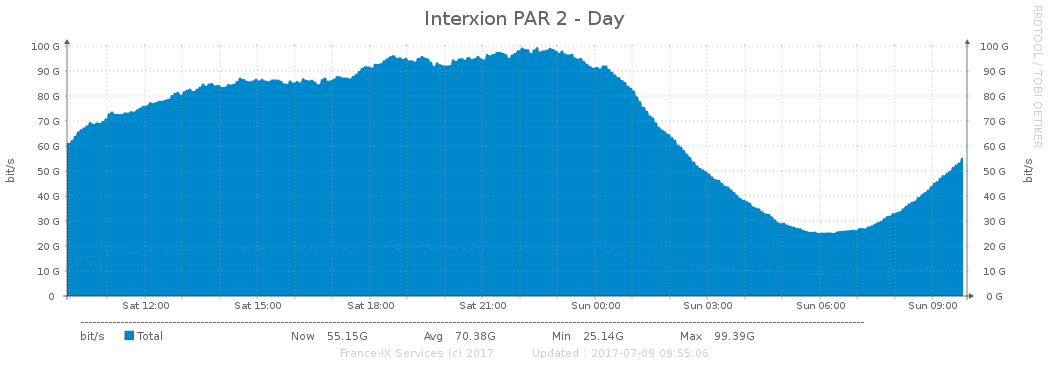 Interxion PAR 2 - Day
RRDTOOL / TOBI OETIKER
100 G 100 G
90 G 90 G
80 G 80 G
70 G 70 G
60 G 60 G
50 G 50 G
40 G 40 G
30 G 30 G
20 G 20 G
10 G 10 G
0 0 G
bit/s bit/s
Sat 12:00 Sat 15:00 Sat 18:00 Sat 21:00 Sun 00:00 Sun 03:00 Sun 06:00 Sun 09:00
bit/s Total Now 55.15G Avg 70.38G Min 25.14G Max 99.39G
France-IX Services (c) 2017 Updated : 2017-07-09 09:55:06